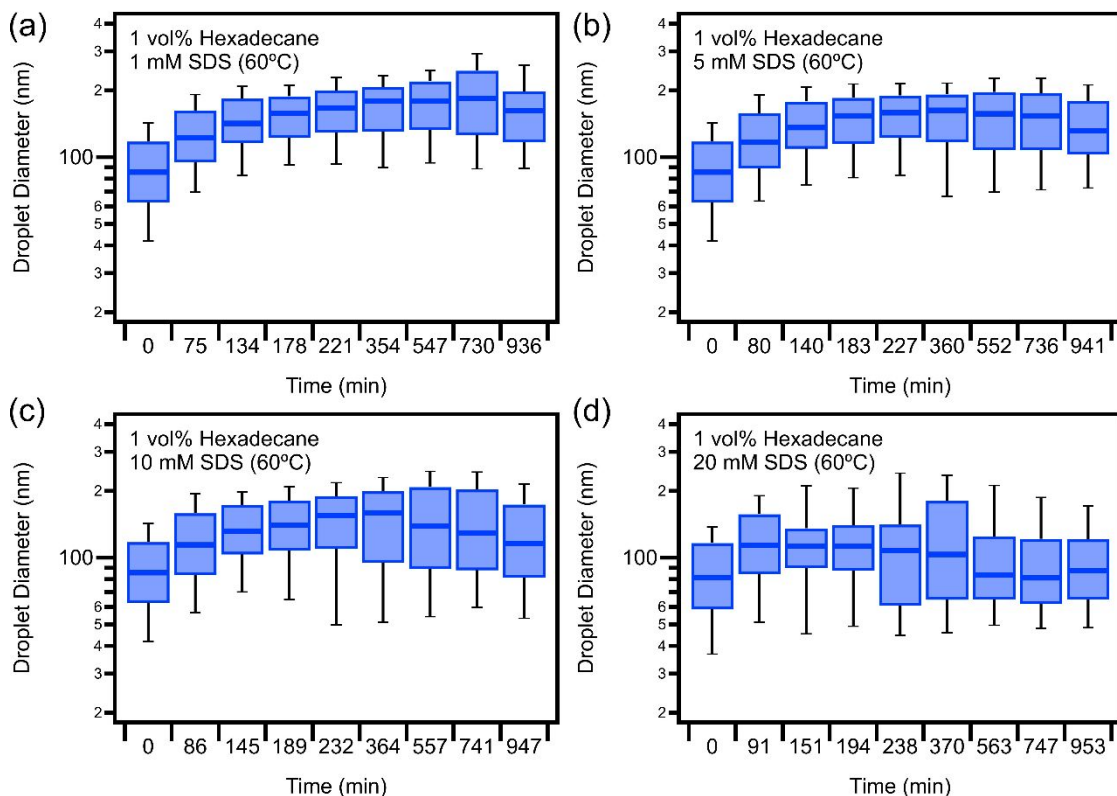 (a)
1 vol% Hexadecane
1 mM SDS (60ºC)
Droplet Diameter (nm)
4
3
2
100
6
5
4
3
2
0 75 134 178 221 354 547 730 936
Time (min)
(b)
1 vol% Hexadecane
5 mM SDS (60ºC)
Droplet Diameter (nm)
4
3
2
100
6
5
4
3
2
0 80 140 183 227 360 552 736 941
Time (min)
(c)
1 vol% Hexadecane
10 mM SDS (60ºC)
Droplet Diameter (nm)
4
3
2
100
6
5
4
3
2
0 86 145 189 232 364 557 741 947
Time (min)
(d)
1 vol% Hexadecane
20 mM SDS (60ºC)
Droplet Diameter (nm)
4
3
2
100
6
5
4
3
2
0 91 151 194 238 370 563 747 953
Time (min)